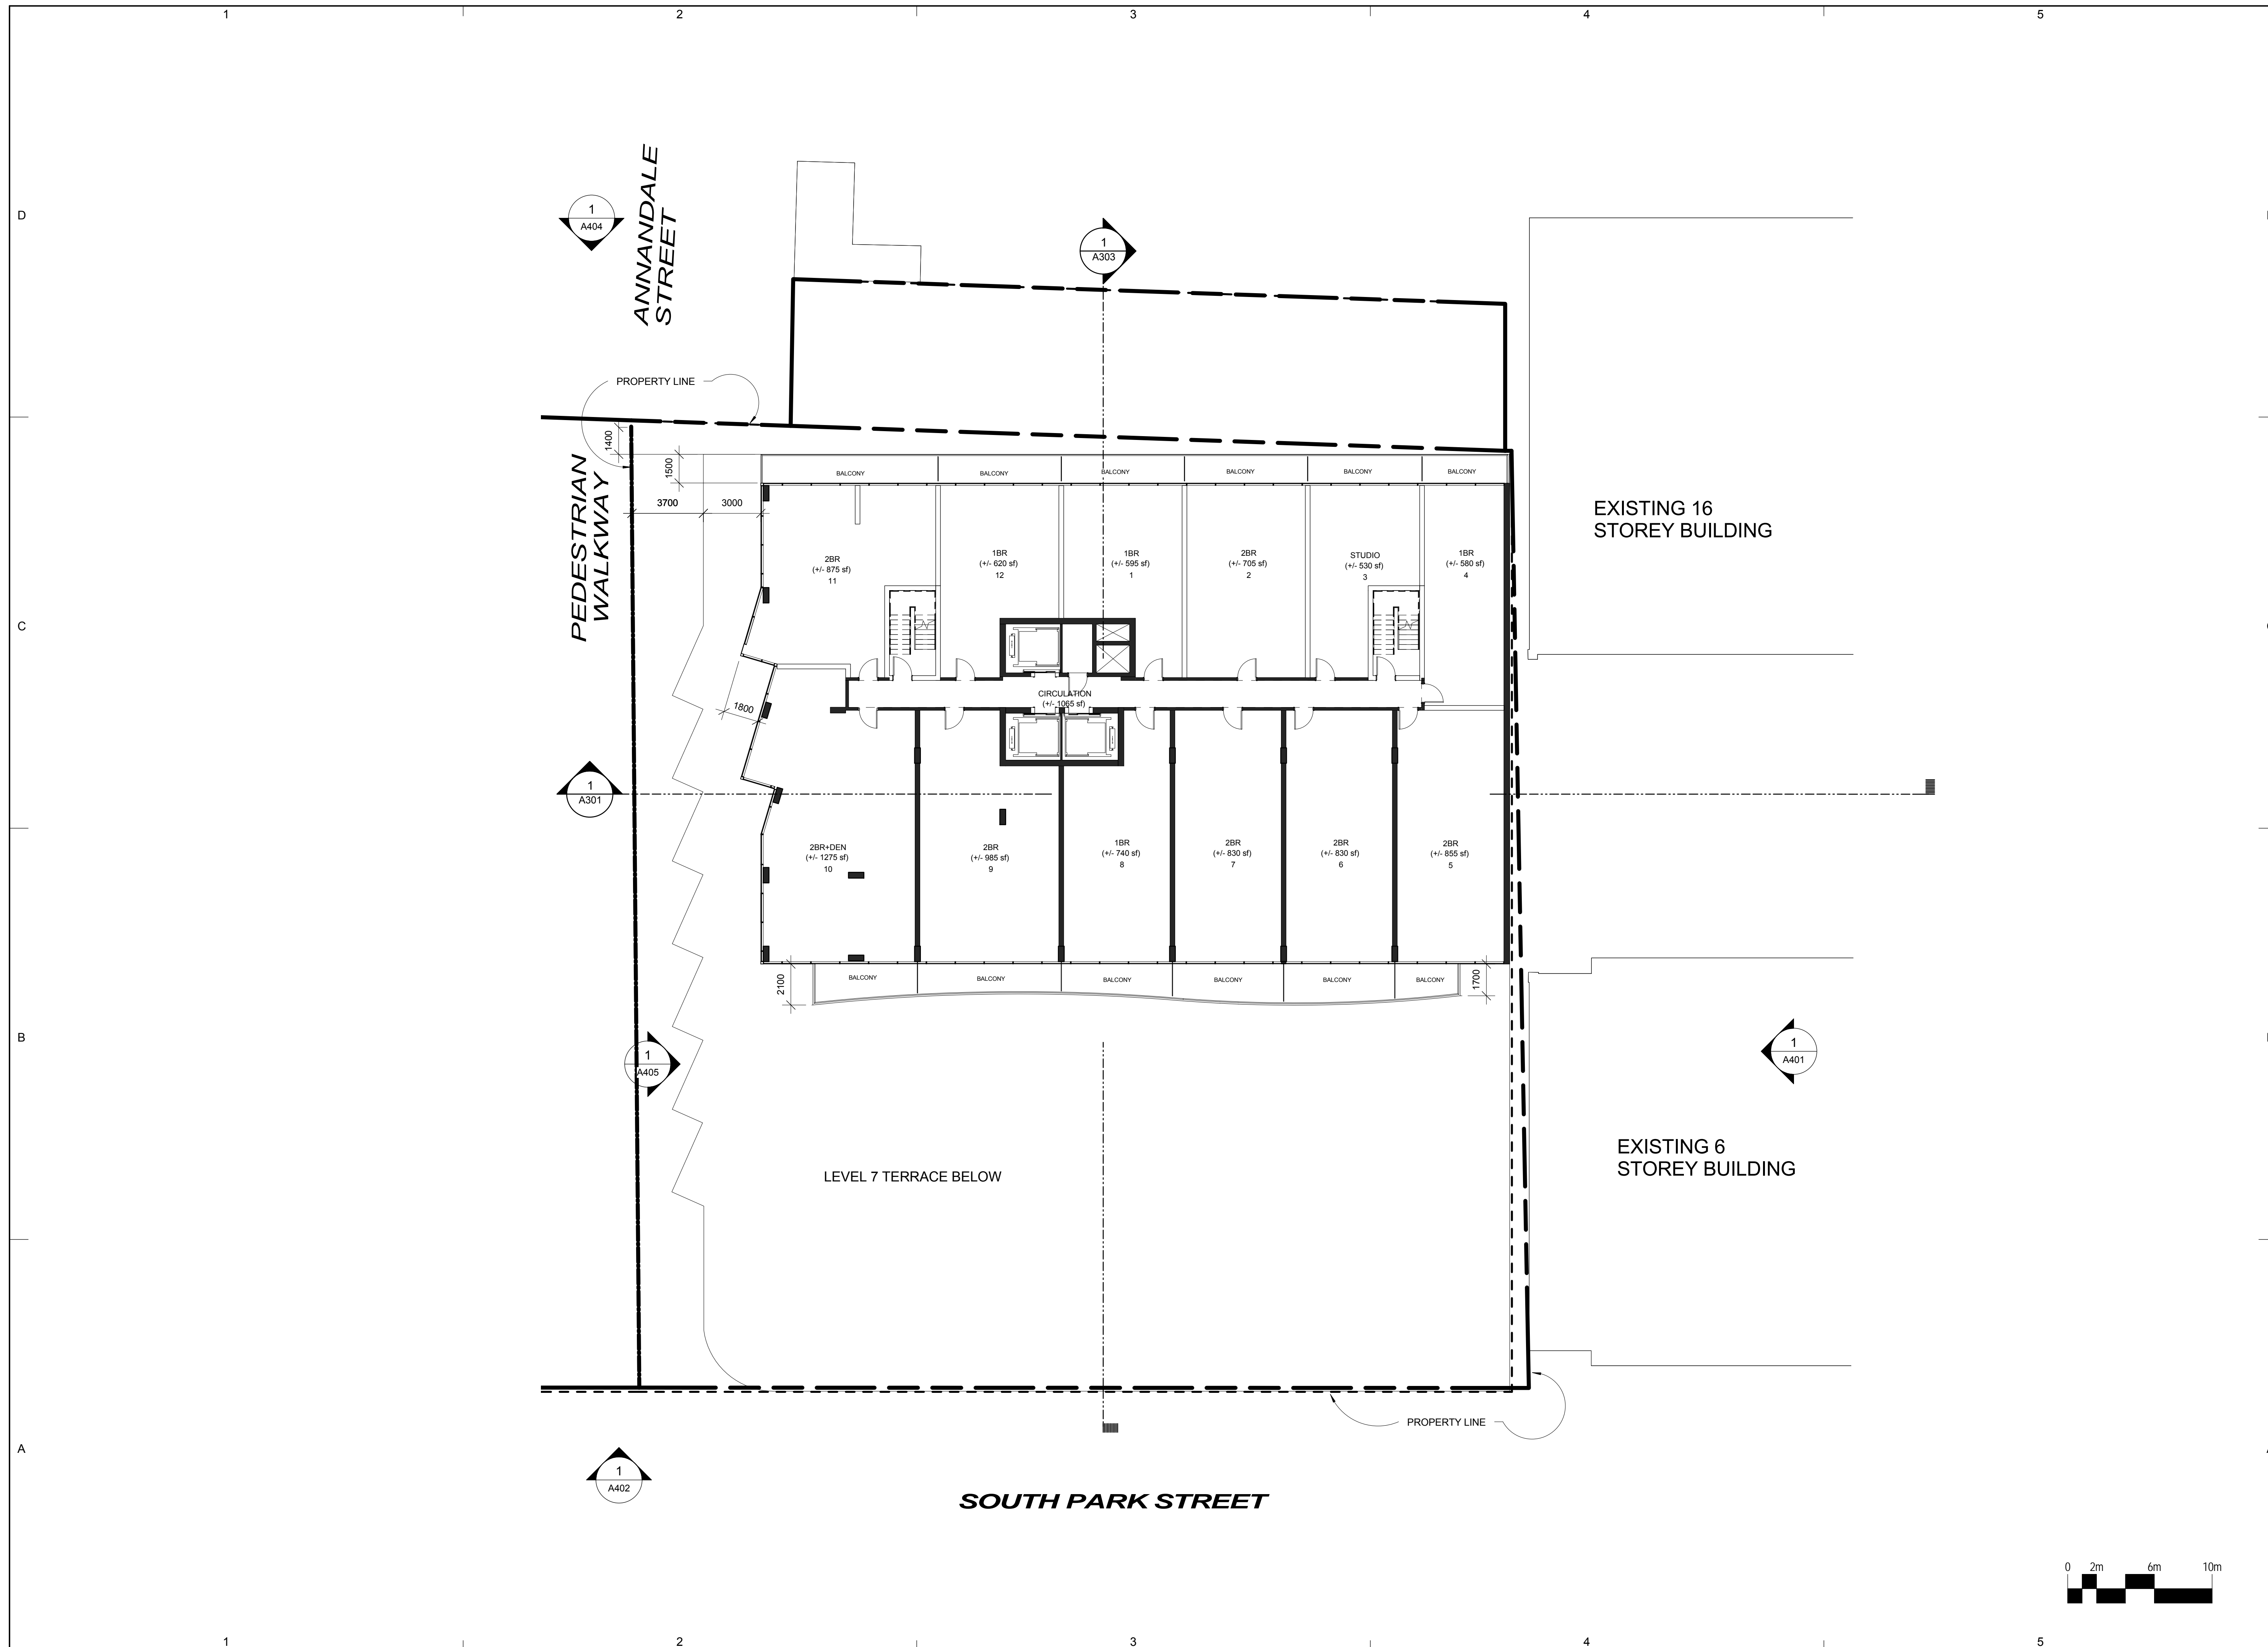 1
2
3
4
5
D
C
B
A
ANNANDALE
STREET
1
A404
1
A303
PROPERTY LINE
1400
1500
3700
3000
PEDESTRIAN
WALKWAY
BALCONY
BALCONY
BALCONY
BALCONY
BALCONY
BALCONY
EXISTING 16
STOREY BUILDING
2BR
(+/- 875 sf)
11
1BR
(+/- 620 sf)
12
1BR
(+/- 595 sf)
1
2BR
(+/- 705 sf)
2
STUDIO
(+/- 530 sf)
3
1BR
(+/- 580 sf)
4
CIRCULATION
(+/- 1065 sf)
1800
1
A301
2BR+DEN
(+/- 1275 sf)
10
2BR
(+/- 985 sf)
9
1BR
(+/- 740 sf)
8
2BR
(+/- 830 sf)
7
2BR
(+/- 830 sf)
6
2BR
(+/- 855 sf)
5
2100
BALCONY
BALCONY
BALCONY
BALCONY
BALCONY
BALCONY
1700
1
A405
1
A401
LEVEL 7 TERRACE BELOW
EXISTING 6
STOREY BUILDING
PROPERTY LINE
1
A402
SOUTH PARK STREET
0 2m 6m 10m
1
2
3
4
5